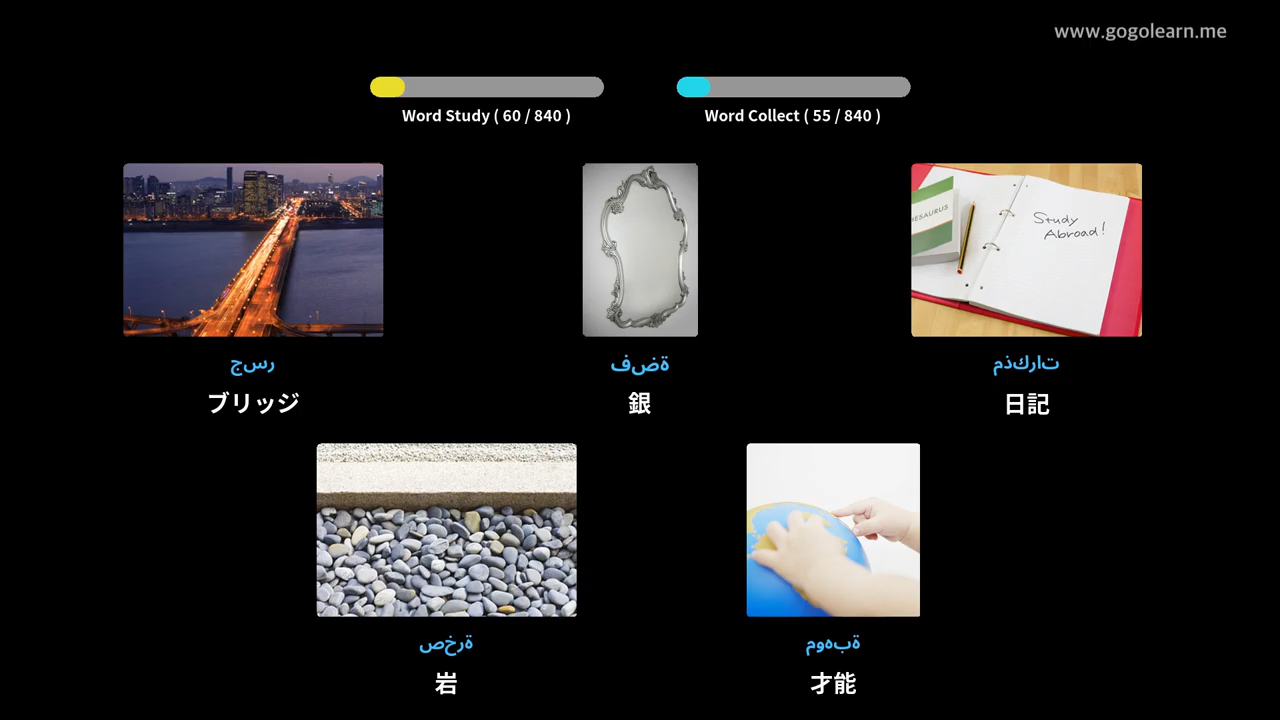 www.gogolearn.me
Word Study ( 60 / 840 )
Word Collect ( 55 / 840 )
رسج
ブリッジ
ةضف
銀
THESAURUS
Study
Abroad!
تاركذم
日記
ةرخص
岩
ةبهوم
才能